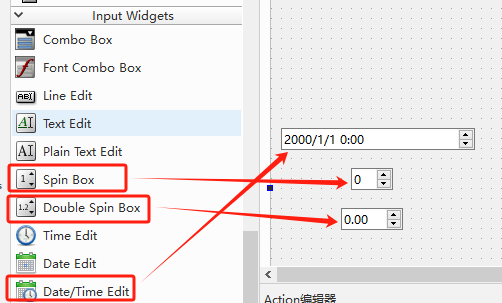 Input Widgets
Combo Box
Font Combo Box
Line Edit
Text Edit
Plain Text Edit
Spin Box
Double Spin Box
Time Edit
Date Edit
Date/Time Edit
2000/1/1 0:00
0
0.00
Action编辑器